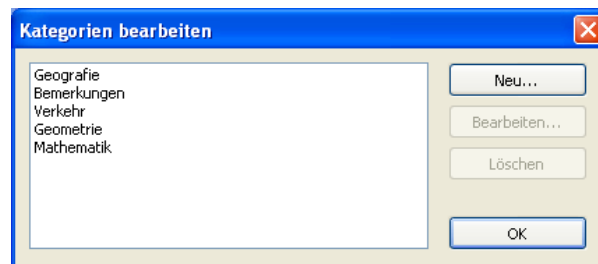 Kategorien bearbeiten
Geografie
Bemerkungen
Verkehr
Geometrie
Mathematik
Neu...
Bearbeiten...
Löschen
OK